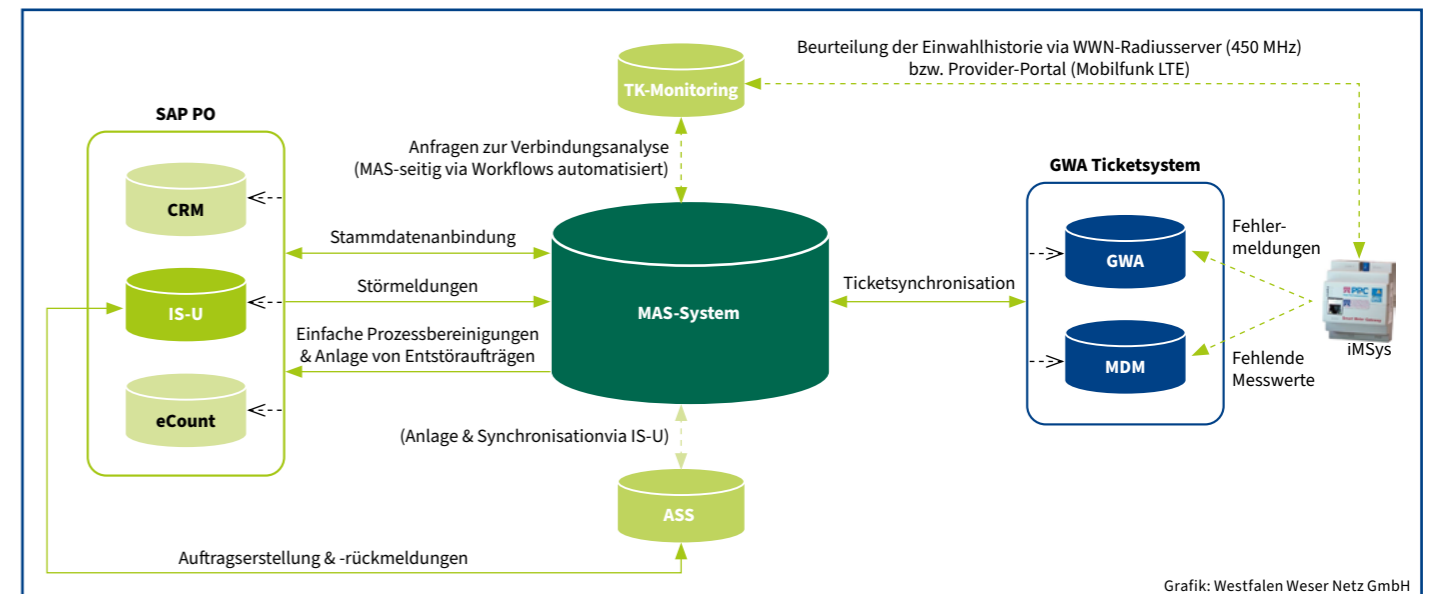 Beurteilung der Einwahlhistorie via WWN-Radiusserver (450 MHz)
bzw. Provider-Portal (Mobilfunk LTE)
TK-Monitoring
SAP PO
Anfragen zur Verbindungsanalyse
(MAS-seitig via Workflows automatisiert)
GWA Ticketsystem
CRM
Stammdatenanbindung
Fehler-
meldungen
GWA
Störmeldungen
Ticketsynchronisation
IS-U
MAS-System
PPC
Einfache Prozessbereinigungen
& Anlage von Entstöraufträgen
iMSys
MDM
Fehlende
Messwerte
eCount
(Anlage & Synchronisationvia IS-U)
ASS
Auftragserstellung & -rückmeldungen
Grafik: Westfalen Weser Netz GmbH